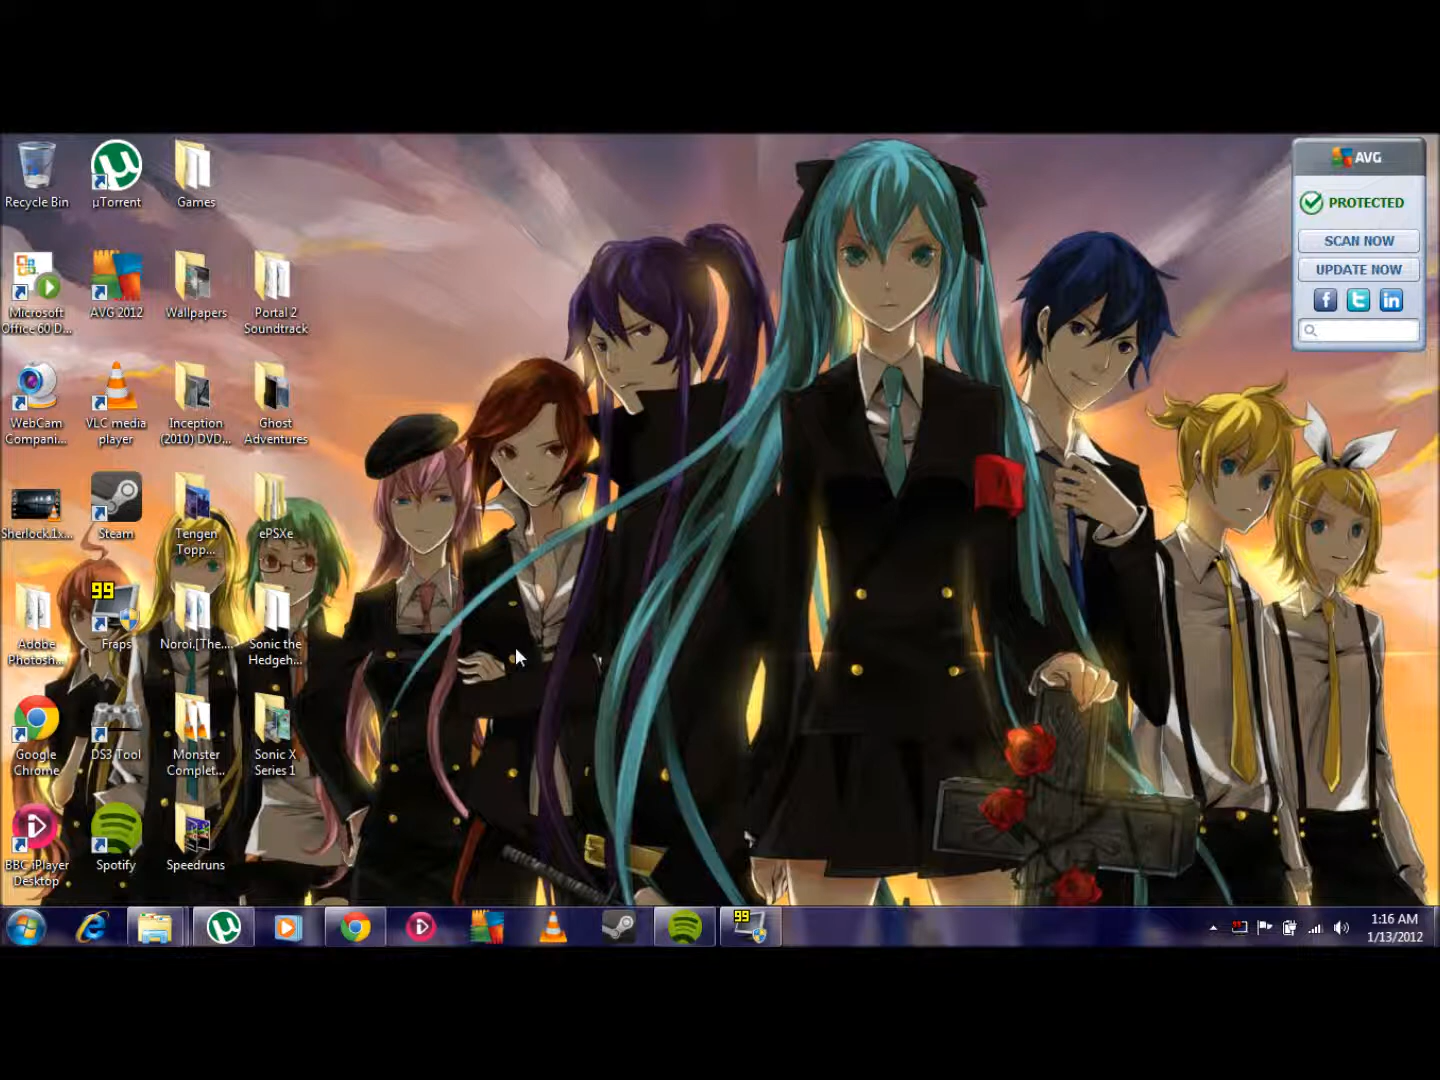 Recycle Bin
µTorrent
Games
Microsoft
Office 60 D...
AVG 2012
Wallpapers
Portal 2
Soundtrack
WebCam
Compani...
VLC media
player
Inception
(2010) DVD...
Ghost
Adventures
Sherlock.1x...
Steam
Tengen
Topp...
ePSXe
Adobe
Photosh...
99
Fraps
Noroi.[The....
Sonic the
Hedgeh...
Google
Chrome
DS3 Tool
Monster
Complet...
Sonic X
Series 1
BBC iPlayer
Desktop
Spotify
Speedruns
AVG
PROTECTED
SCAN NOW
UPDATE NOW
99
1:16 AM
1/13/2012